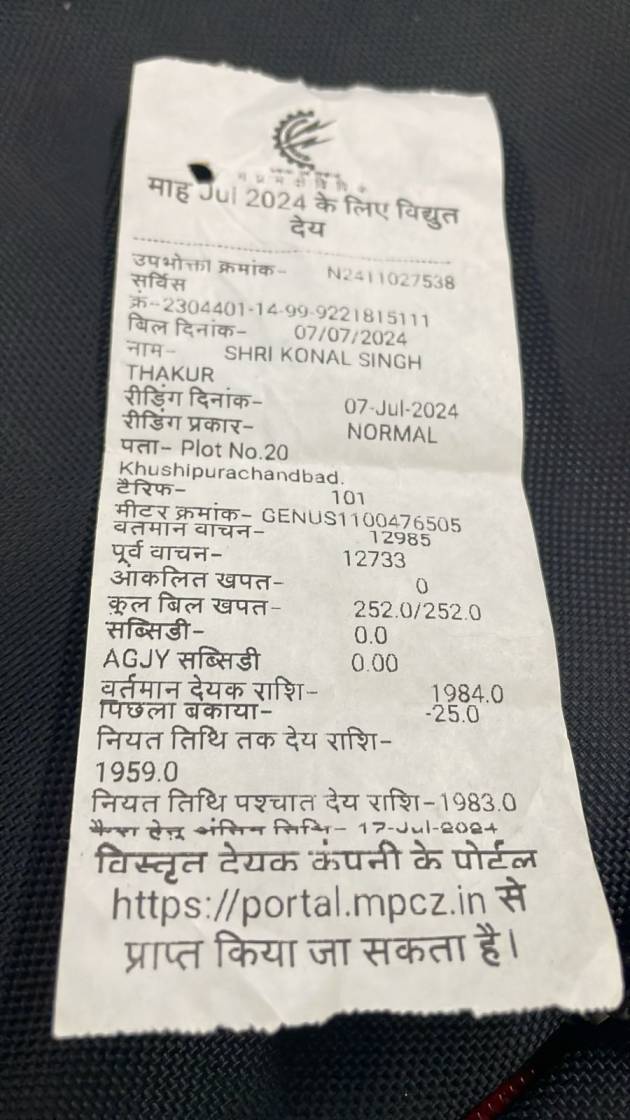 माह Jul 2024 के लिए विद्युत
देय
उपभोक्ता क्रमांक- N2411027538
सर्विस
क्रं-2304401-14-99-9221815111
बिल दिनांक- 07/07/2024
नाम- SHRI KONAL SINGH
THAKUR
रीडिंग दिनांक- 07-Jul-2024
रीडिंग प्रकार- NORMAL
पता- Plot No.20
Khushipurachandbad.
टैरिफ- 101
मीटर क्रमांक- GENUS1100476505
वर्तमान वाचन- 12985
पूर्व वाचन- 12733
आंकलित खपत- 0
कुल बिल खपत- 252.0/252.0
सब्सिडी- 0.0
AGJY सब्सिडी 0.00
वर्तमान देयक राशि- 1984.0
पिछला बकाया- -25.0
नियत तिथि तक देय राशि-
1959.0
नियत तिथि पश्चात देय राशि-1983.0
अंतिम तिथि- 17-Jul-2024
विस्तृत देयक कंपनी के पोर्टल
https://portal.mpcz.in से
प्राप्त किया जा सकता है।